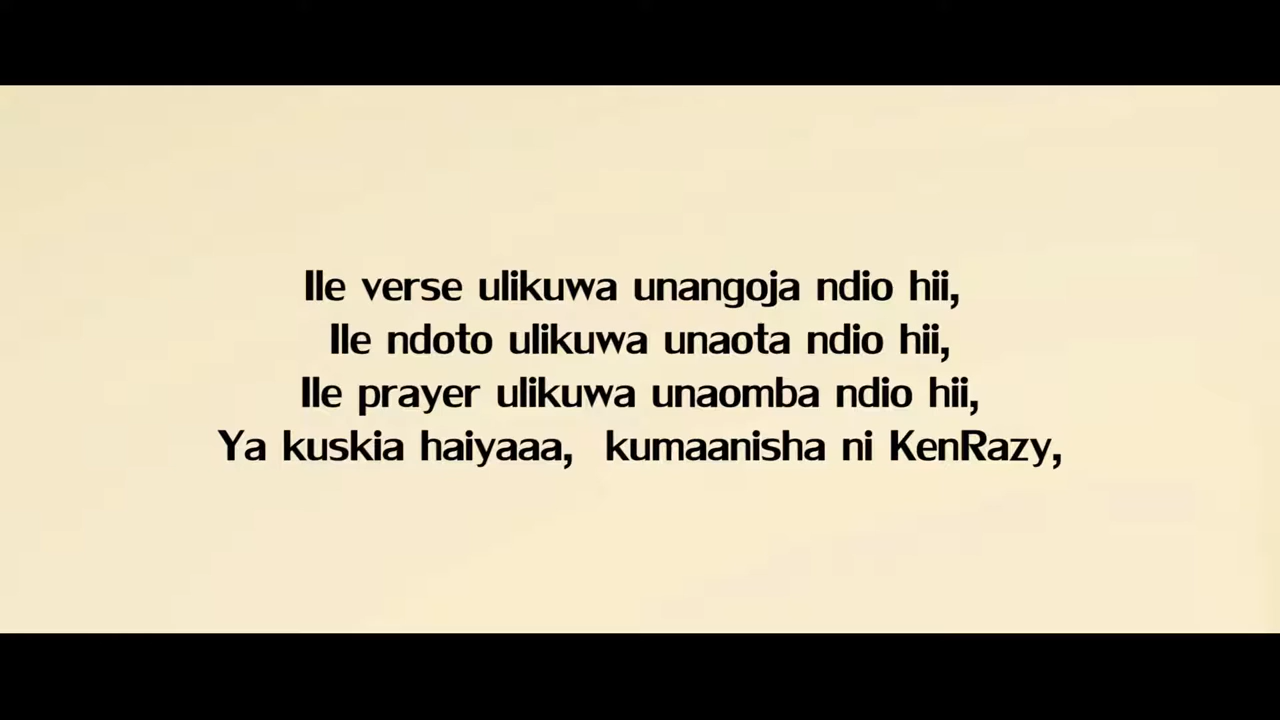 Ile verse ulikuwa unangoja ndio hii,
Ile ndoto ulikuwa unaota ndio hii,
Ile prayer ulikuwa unaomba ndio hii,
Ya kuskia haiyaaa, kumaanisha ni KenRazy,